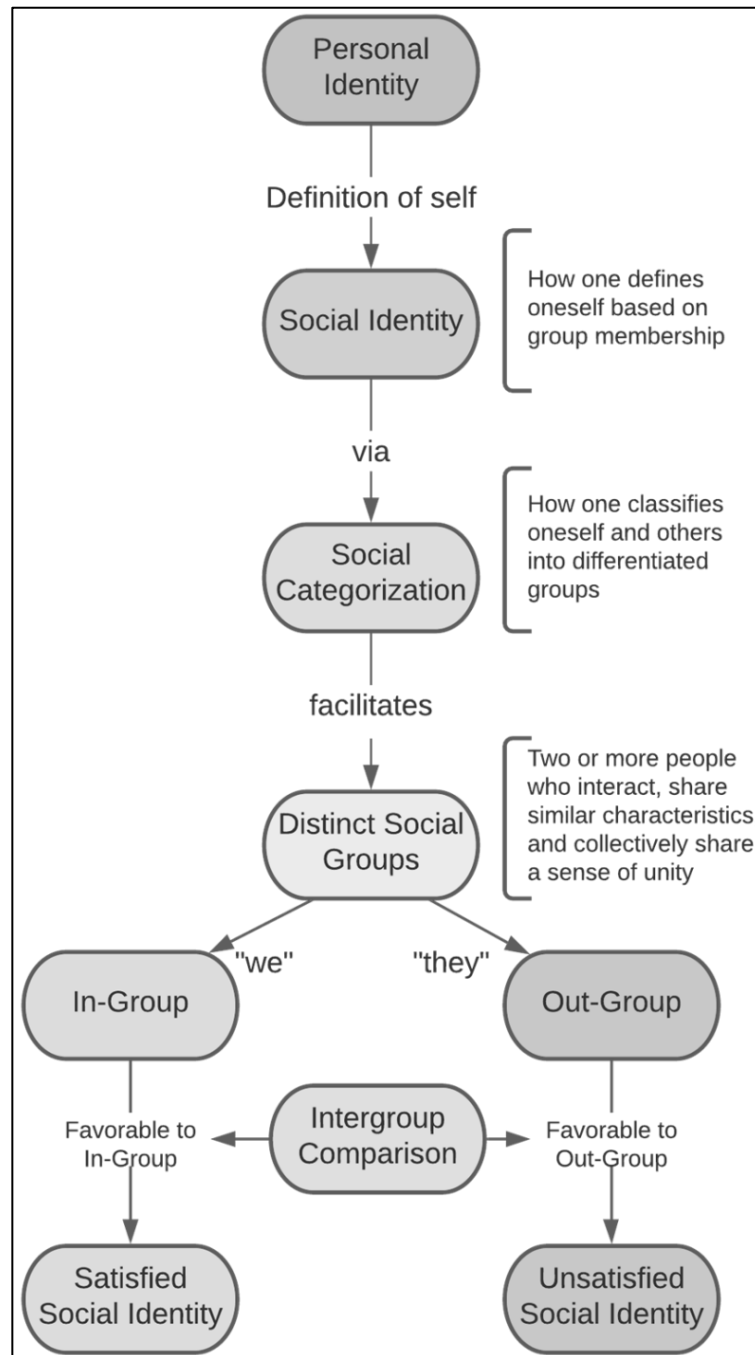 Personal
Identity
Definition of self
Social Identity
How one defines
oneself based on
group membership
via
Social
Categorization
How one classifies
oneself and others
into differentiated
groups
facilitates
Distinct Social
Groups
Two or more people
who interact, share
similar characteristics
and collectively share
a sense of unity
"we"
"they"
In-Group
Out-Group
Favorable to
In-Group
Intergroup
Comparison
Favorable to
Out-Group
Satisfied
Social Identity
Unsatisfied
Social Identity